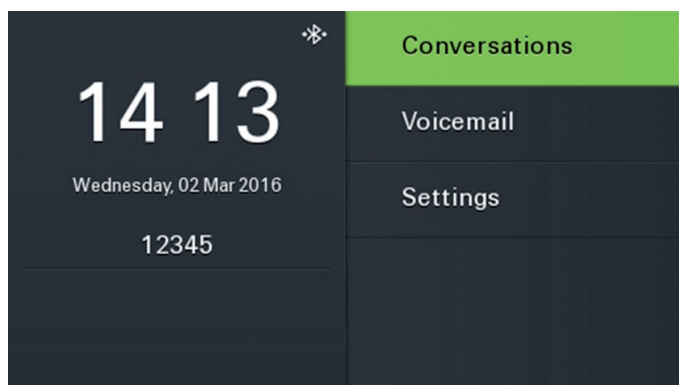 14 13
Wednesday, 02 Mar 2016
12345
Conversations
Voicemail
Settings